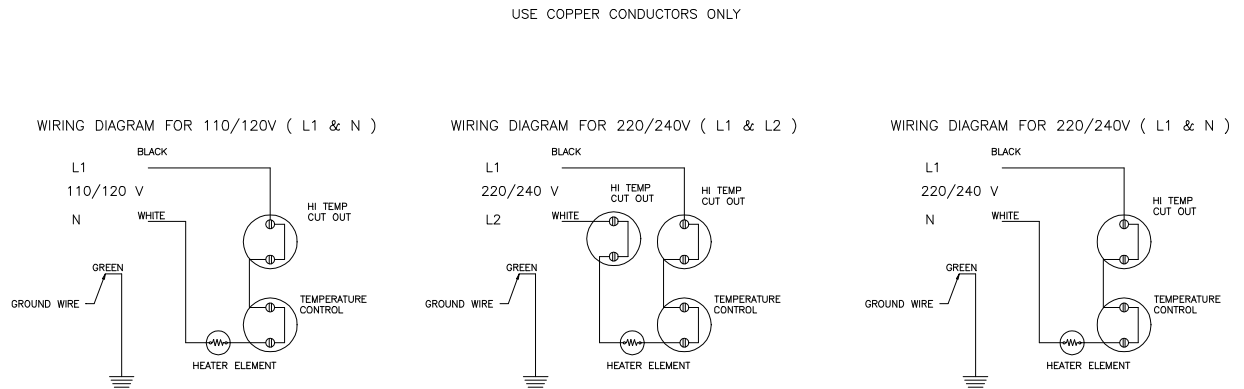 USE COPPER CONDUCTORS ONLY
WIRING DIAGRAM FOR 110/120V ( L1 & N )
BLACK
L1
110/120 V
HI TEMP
CUT OUT
N
WHITE
GREEN
GROUND WIRE
TEMPERATURE
CONTROL
HEATER ELEMENT
WIRING DIAGRAM FOR 220/240V ( L1 & L2 )
BLACK
L1
220/240 V
HI TEMP
CUT OUT
HI TEMP
CUT OUT
L2
WHITE
GREEN
GROUND WIRE
TEMPERATURE
CONTROL
HEATER ELEMENT
WIRING DIAGRAM FOR 220/240V ( L1 & N )
BLACK
L1
220/240 V
HI TEMP
CUT OUT
N
WHITE
GREEN
GROUND WIRE
TEMPERATURE
CONTROL
HEATER ELEMENT